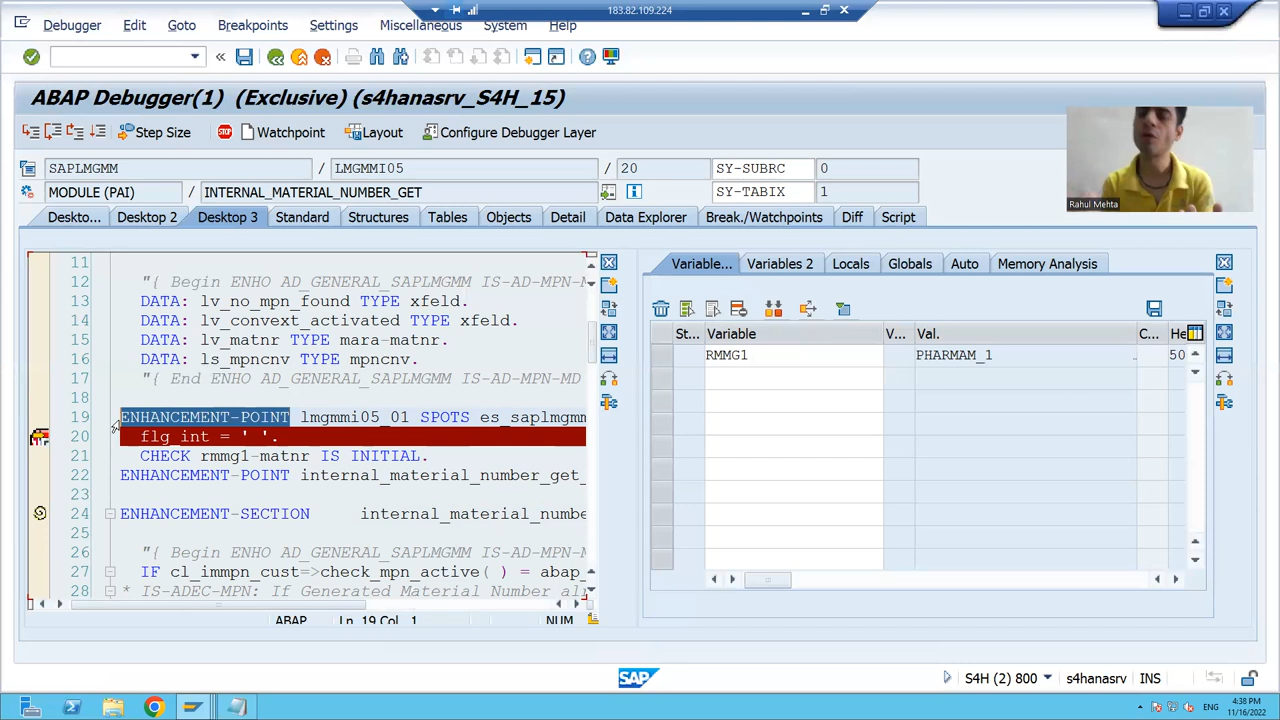 183.82.109.224
Debugger Edit Goto Breakpoints Settings Miscellaneous System Help
ABAP Debugger(1) (Exclusive) (s4hanasrv_S4H_15)
Step Size Watchpoint Layout Configure Debugger Layer
SAPLMGMM / LMGMMI05 / 20 SY-SUBRC 0
MODULE (PAI) / INTERNAL_MATERIAL_NUMBER_GET SY-TABIX 1
Rahul Mehta
Deskto... Desktop 2 Desktop 3 Standard Structures Tables Objects Detail Data Explorer Break./Watchpoints Diff Script
Variable... Variables 2 Locals Globals Auto Memory Analysis
St... Variable V... Val. C... He
RMMG1 PHARMAM_1 50
11
12 "{ Begin ENHO AD_GENERAL_SAPLMGMM IS-AD-MPN-M
13 DATA: lv_no_mpn_found TYPE xfeld.
14 DATA: lv_convext_activated TYPE xfeld.
15 DATA: lv_matnr TYPE mara-matnr.
16 DATA: ls_mpncnv TYPE mpncnv.
17 "{ End ENHO AD_GENERAL_SAPLMGMM IS-AD-MPN-MD
18
19 ENHANCEMENT-POINT lmgmmi05_01 SPOTS es_saplmgmm
20 flg_int = ' '.
21 CHECK rmmg1-matnr IS INITIAL.
22 ENHANCEMENT-POINT internal_material_number_get_
23
24 ENHANCEMENT-SECTION internal_material_numbe
25
26 "{ Begin ENHO AD_GENERAL_SAPLMGMM IS-AD-MPN-M
27 IF cl_immpn_cust=>check_mpn_active( ) = abap_
28 * IS-ADEC-MPN: If Generated Material Number al
ABAP Ln. 19 Col. 1 NUM
SAP S4H (2) 800 s4hanasrv INS
ENG 4:38 PM
11/16/2022